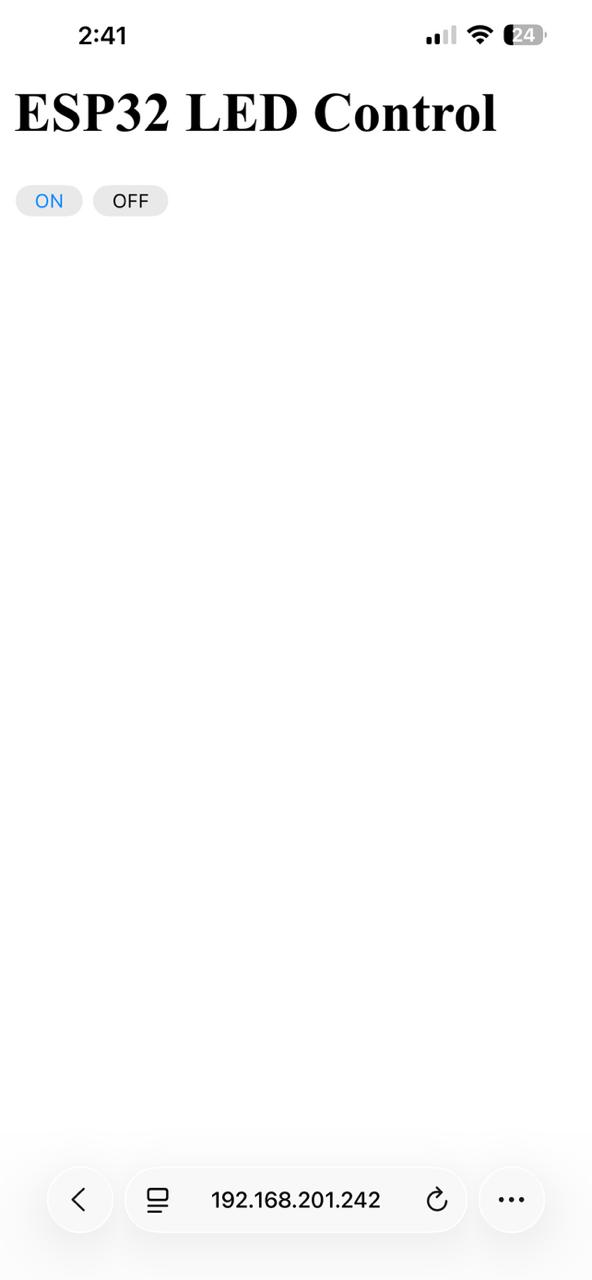 2:41
24
ESP32 LED Control
ON OFF
192.168.201.242